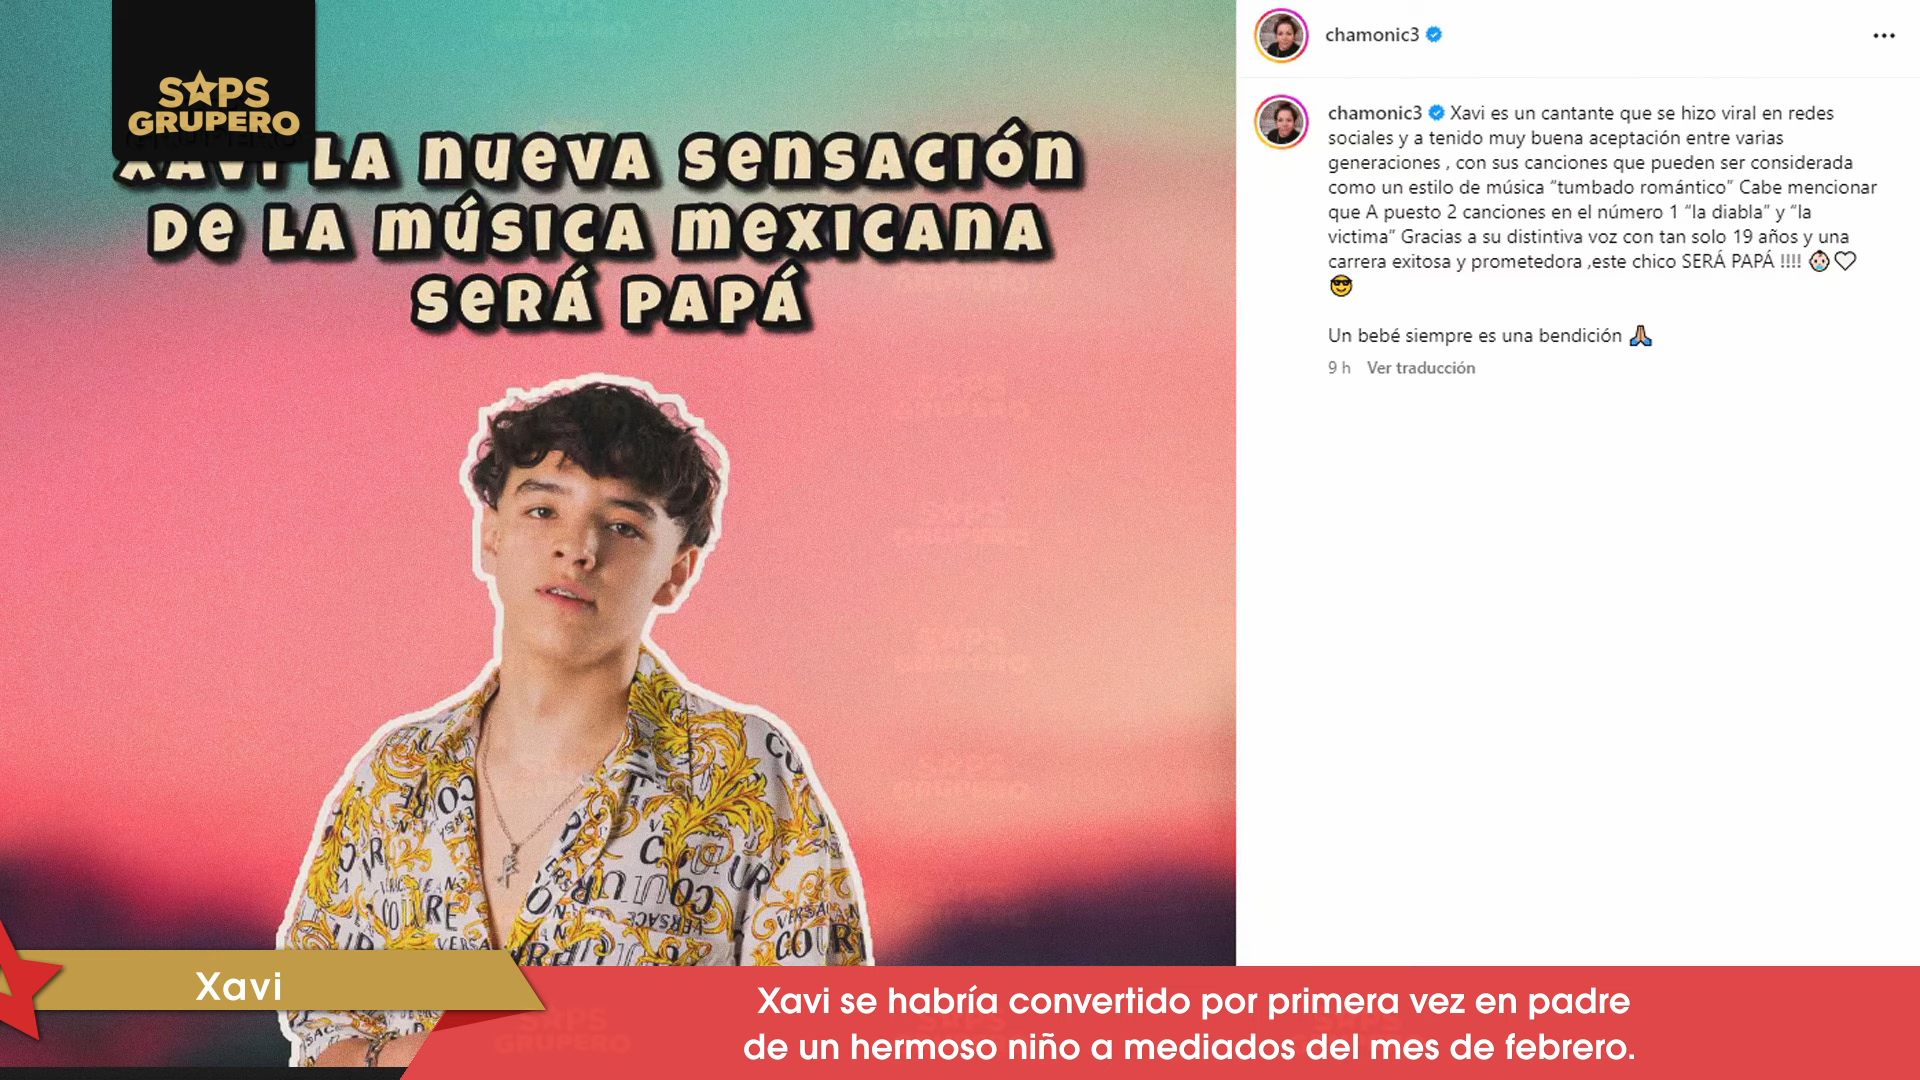 SAPS
GRUPERO
XAVI LA nueva sensación
de la música mexicana
será papá
chamonic3
chamonic3 Xavi es un cantante que se hizo viral en redes
sociales y a tenido muy buena aceptación entre varias
generaciones , con sus canciones que pueden ser considerada
como un estilo de música “tumbado romántico” Cabe mencionar
que A puesto 2 canciones en el número 1 “la diabla” y “la
victima” Gracias a su distintiva voz con tan solo 19 años y una
carrera exitosa y prometedora ,este chico SERÁ PAPÁ !!!! 👶🏻🤍
😎
Un bebé siempre es una bendición 🙏🏼
9 h Ver traducción
COUTURE
VERSACE
Xavi
Xavi se habría convertido por primera vez en padre
de un hermoso niño a mediados del mes de febrero.